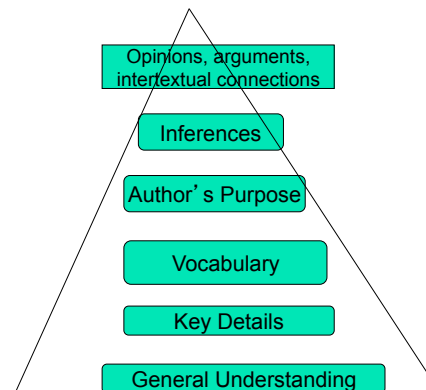 Opinions, arguments,
intertextual connections
Inferences
Author’s Purpose
Vocabulary
Key Details
General Understanding